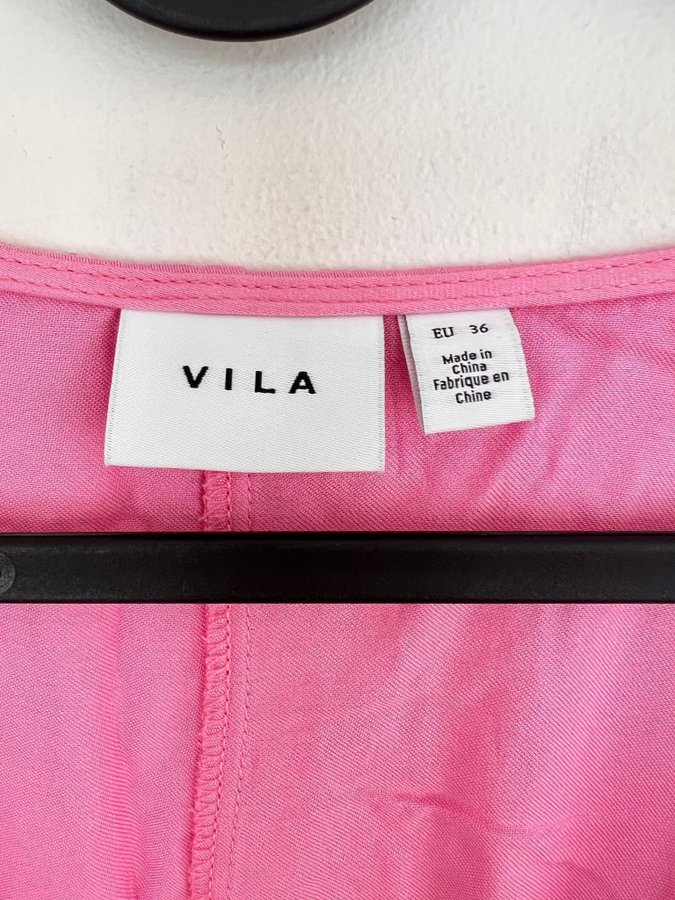 VILA
EU 36
Made in
China
Fabrique en
Chine